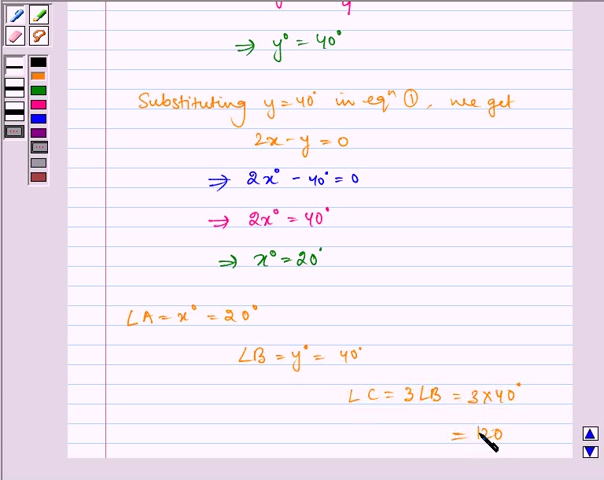 ⇒ y° = 40°
Substituting y = 40° in eqⁿ ①, we get
2x - y = 0
⇒ 2x° - 40° = 0
⇒ 2x° = 40°
⇒ x° = 20°
∠A = x° = 20°
∠B = y° = 40°
∠C = 3∠B = 3×40°
= 120